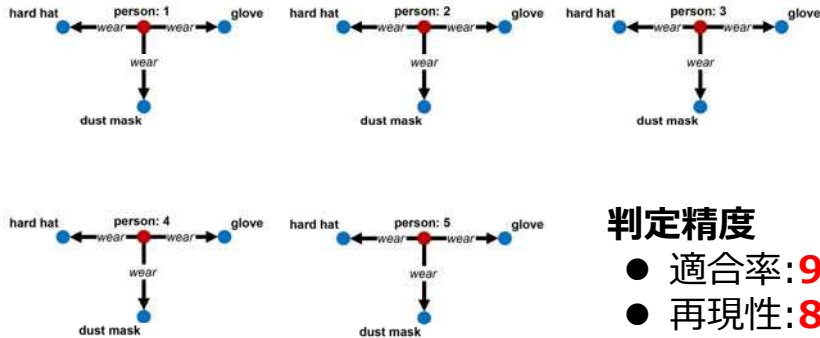 person: 1
hard hat
glove
wear
wear
wear
dust mask
person: 2
hard hat
glove
wear
wear
wear
dust mask
person: 3
hard hat
glove
wear
wear
wear
dust mask
person: 4
hard hat
glove
wear
wear
wear
dust mask
person: 5
hard hat
glove
wear
wear
wear
dust mask
判定精度
● 適合率:9
● 再現性:8